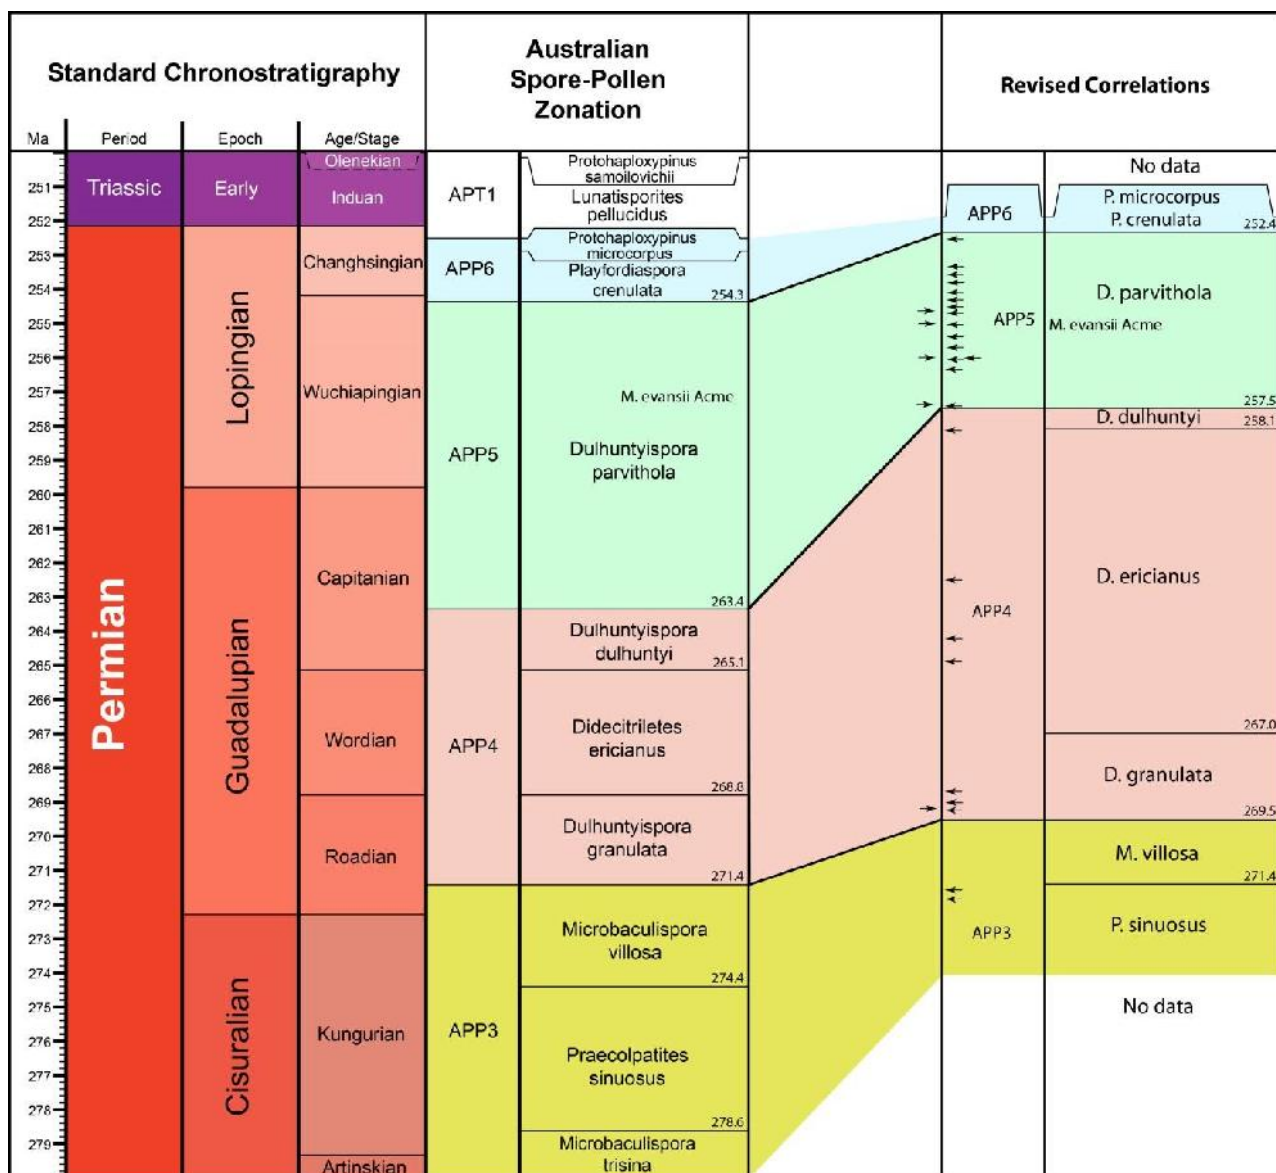 Standard Chronostratigraphy
Australian
Spore-Pollen
Zonation
Revised Correlations
Ma
Period
Epoch
Age/Stage
251
252
253
254
255
256
257
258
259
260
261
262
263
264
265
266
267
268
269
270
271
272
273
274
275
276
277
278
279
Triassic
Permian
Early
Lopingian
Guadalupian
Cisuralian
Olenekian
Induan
Changhsingian
Wuchiapingian
Capitanian
Wordian
Roadian
Kungurian
Artinskian
APT1
APP6
APP5
APP4
APP3
Protohaploxypinus
samoilovichii
Lunatisporites
pellucidus
Protohaploxypinus
microcorpus
Playfordiaspora
crenulata
254.3
M. evansii Acme
Dulhuntyispora
parvithola
263.4
Dulhuntyispora
dulhuntyi
265.1
Didecitriletes
ericianus
268.8
Dulhuntyispora
granulata
271.4
Microbaculispora
villosa
274.4
Praecolpatites
sinuosus
278.6
Microbaculispora
trisina
APP6
APP5
APP4
APP3
No data
P. microcorpus
P. crenulata
252.4
D. parvithola
M. evansii Acme
257.5
D. dulhuntyi
258.1
D. ericianus
267.0
D. granulata
269.5
M. villosa
271.4
P. sinuosus
No data